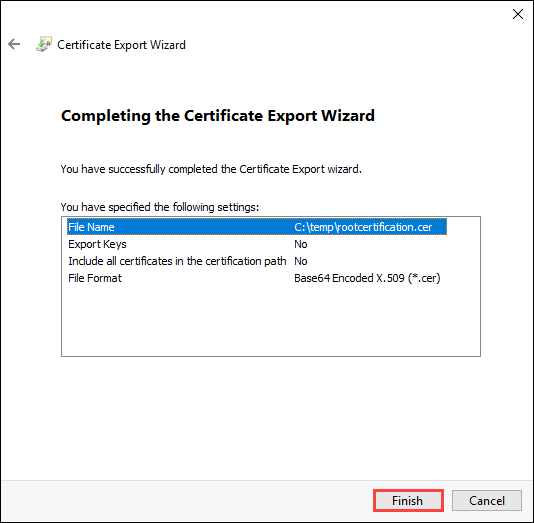 Certificate Export Wizard
Completing the Certificate Export Wizard
You have successfully completed the Certificate Export wizard.
You have specified the following settings:
File Name C:\temp\rootcertification.cer
Export Keys No
Include all certificates in the certification path No
File Format Base64 Encoded X.509 (*.cer)
Finish Cancel